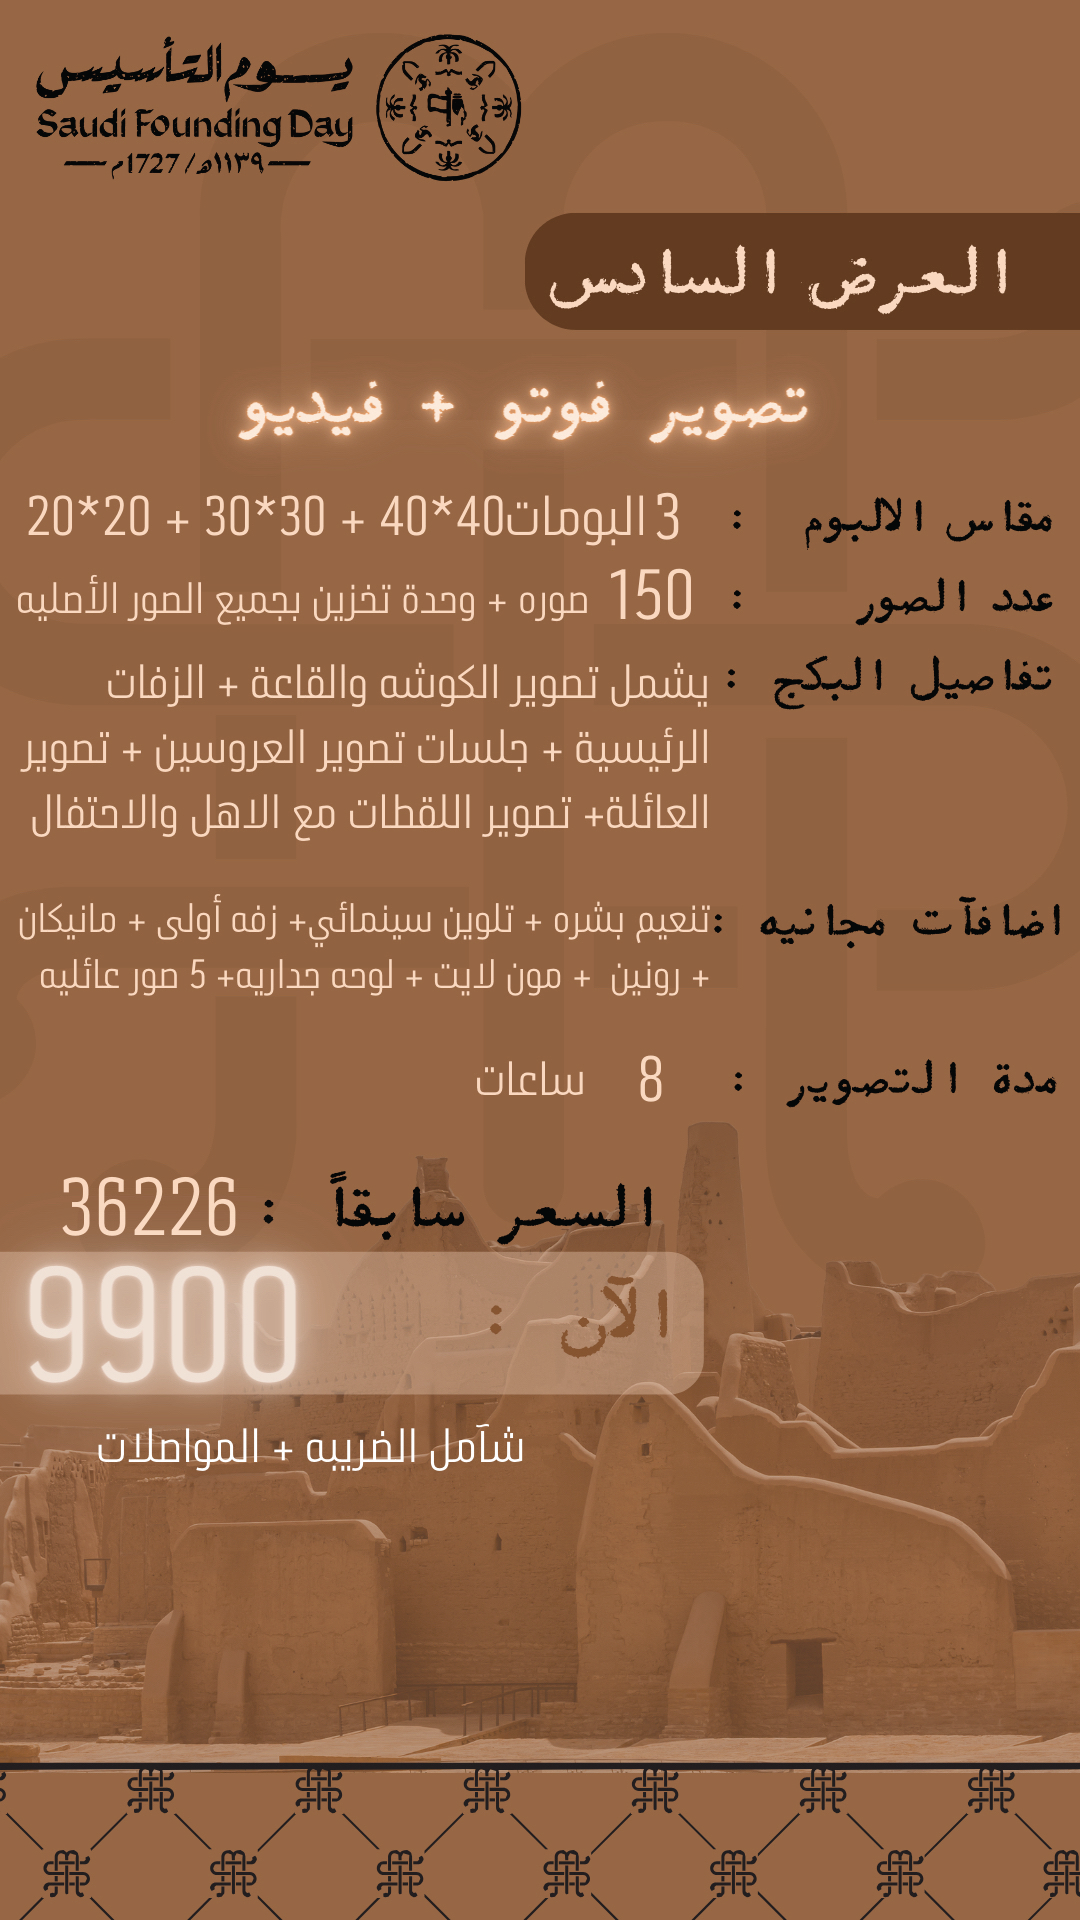 يـوم التأسيس
Saudi Founding Day
١١٣٩هـ / 1727م
العرض السادس
تصوير فوتو + فيديو
مقاس الالبوم : 3 البومات40*40 + 30*30 + 20*20
عدد الصور : 150 صوره + وحدة تخزين بجميع الصور الأصليه
تفاصيل البكج : يشمل تصوير الكوشه والقاعة + الزفات
الرئيسية + جلسات تصوير العروسين + تصوير
العائلة+ تصوير اللقطات مع الاهل والاحتفال
اضافآت مجانيه :تنعيم بشره + تلوين سينمائي+ زفه أولى + مانيكان
+ رونين + مون لايت + لوحه جداريه+ 5 صور عائليه
مدة التصوير : 8 ساعات
السعر سابقاً : 36226
الآن : 9900
شآمل الضريبه + المواصلات